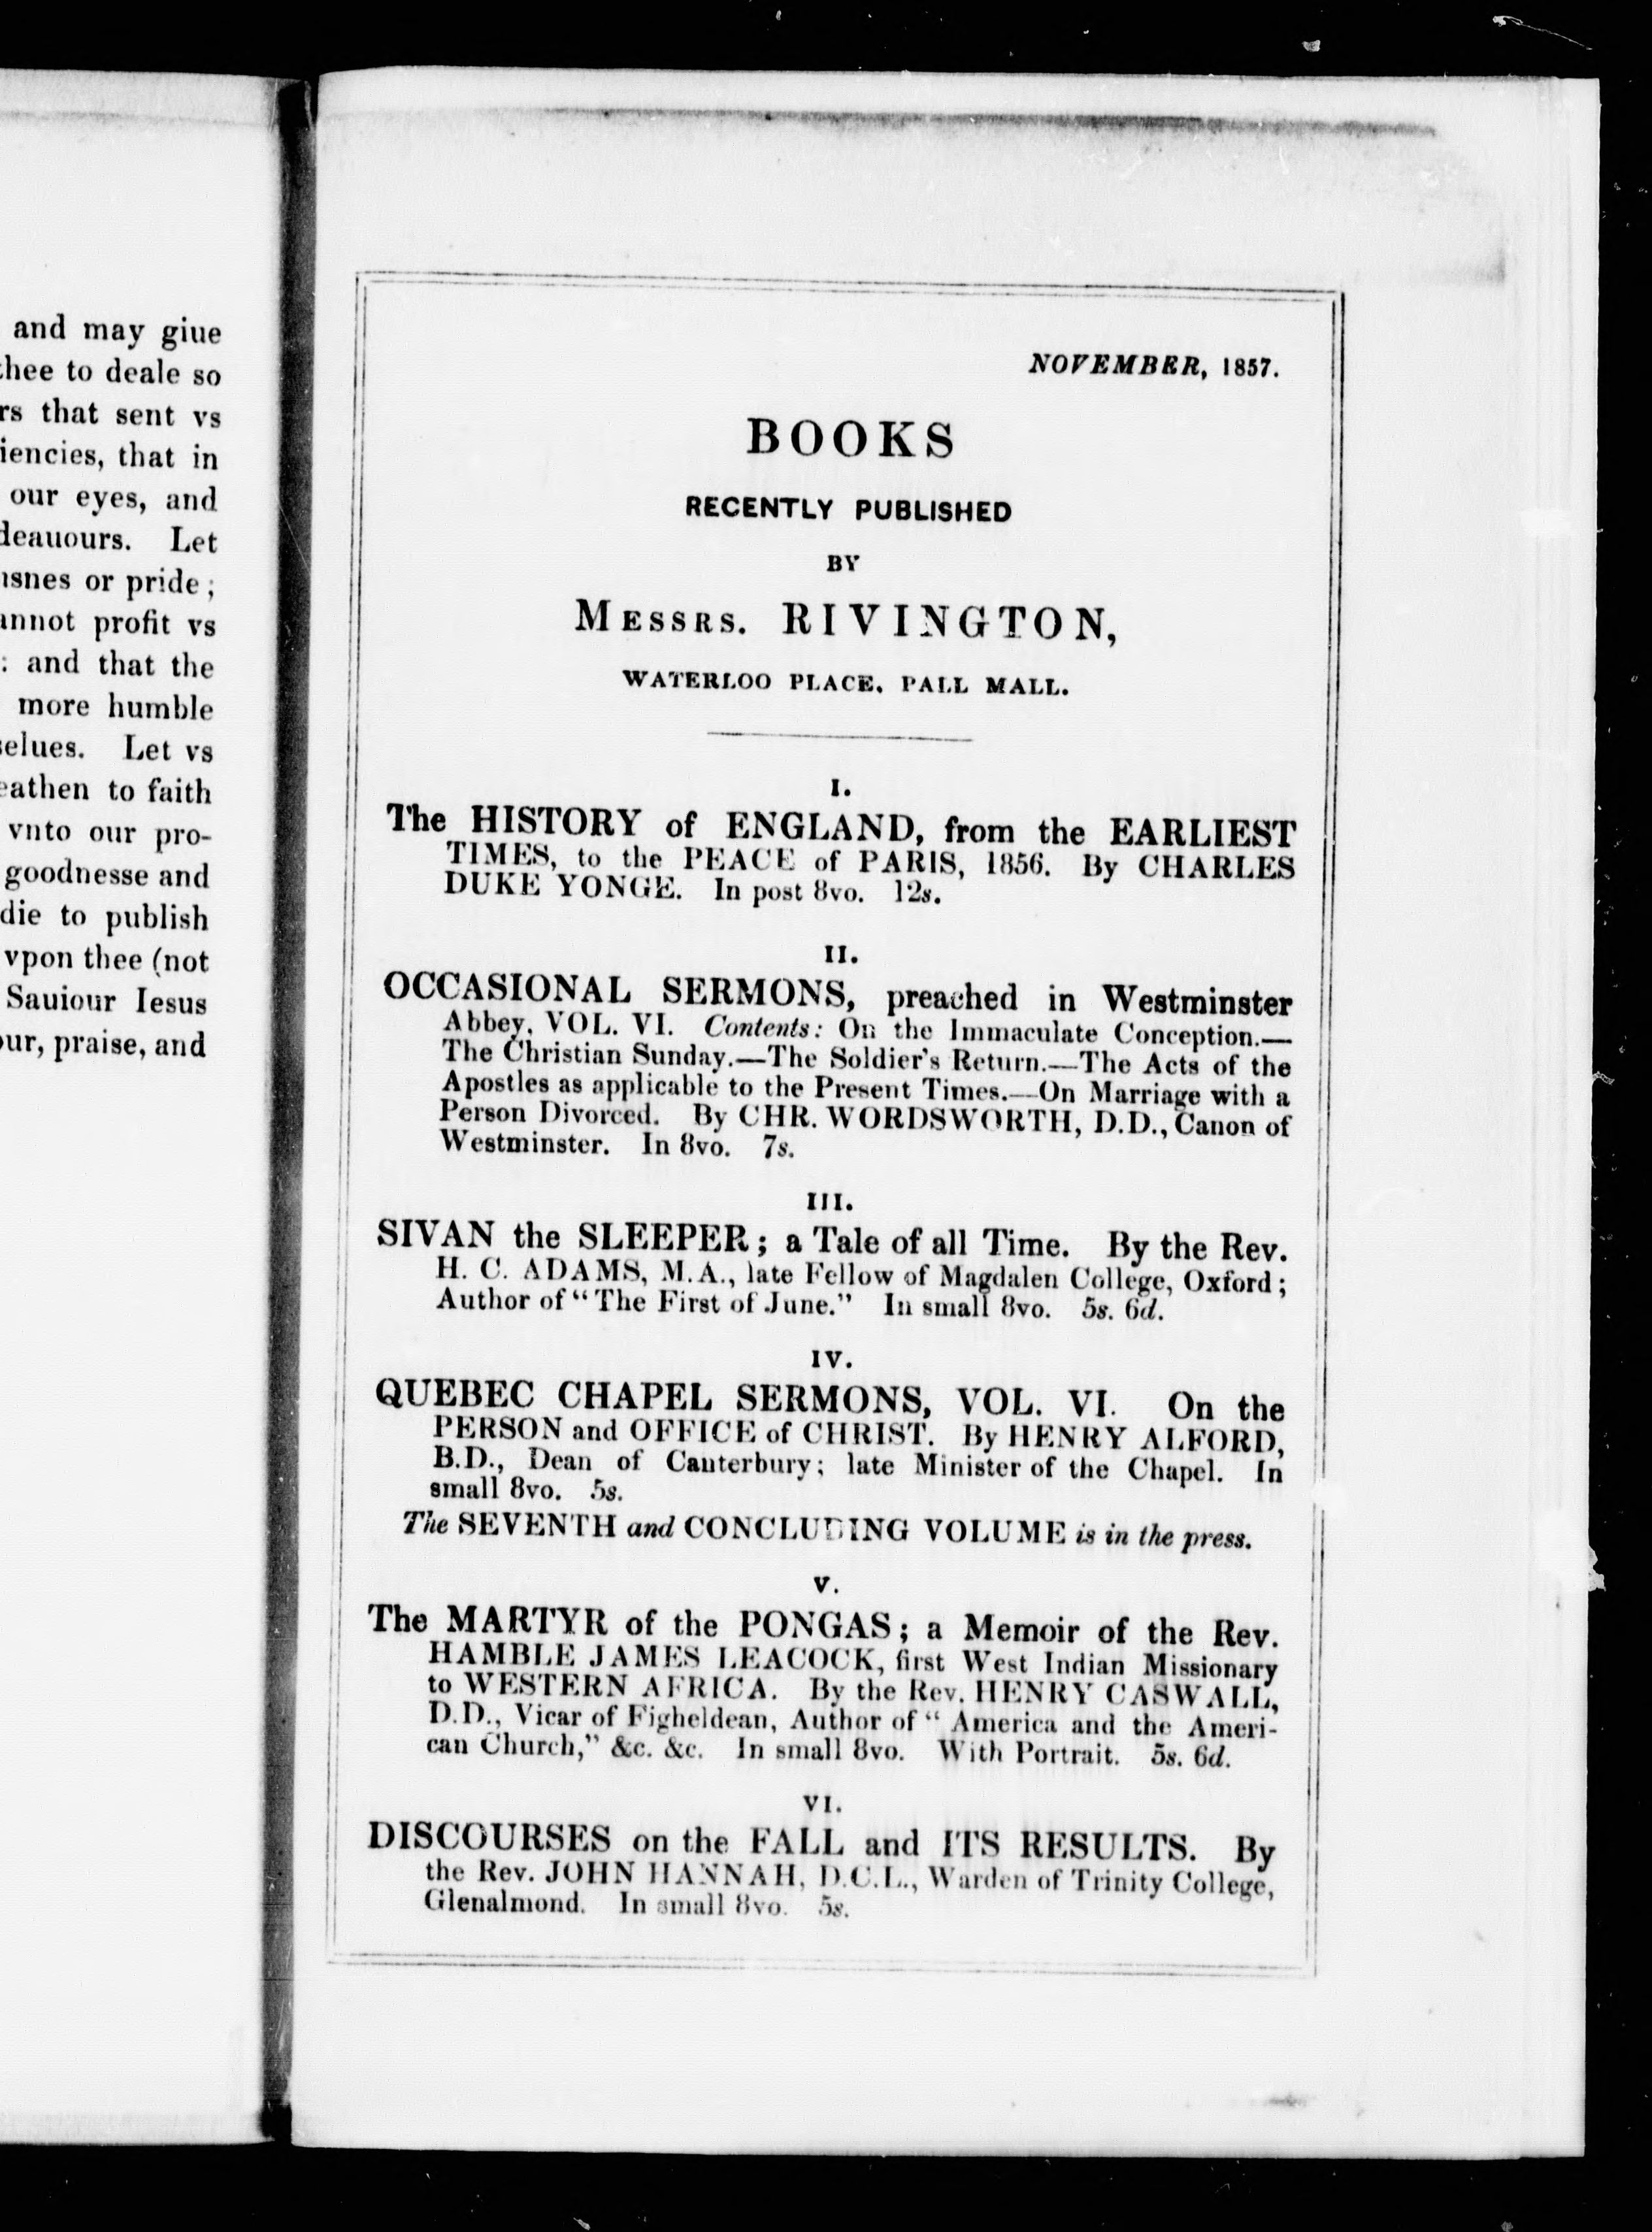 and may giue
thee to deale so
rs that sent vs
iencies, that in
our eyes, and
deauours. Let
snes or pride;
annot profit vs
: and that the
more humble
selues. Let vs
eathen to faith
vnto our pro-
goodnesse and
die to publish
vpon thee (not
Sauiour Iesus
our, praise, and
NOVEMBER, 1857.
BOOKS
RECENTLY PUBLISHED
BY
MESSRS. RIVINGTON,
WATERLOO PLACE, PALL MALL.
I.
The HISTORY of ENGLAND, from the EARLIEST
TIMES, to the PEACE of PARIS, 1856. By CHARLES
DUKE YONGE. In post 8vo. 12s.
II.
OCCASIONAL SERMONS, preached in Westminster
Abbey, VOL. VI. Contents: On the Immaculate Conception.—
The Christian Sunday.—The Soldier's Return.—The Acts of the
Apostles as applicable to the Present Times.—On Marriage with a
Person Divorced. By CHR. WORDSWORTH, D.D., Canon of
Westminster. In 8vo. 7s.
III.
SIVAN the SLEEPER; a Tale of all Time. By the Rev.
H. C. ADAMS, M.A., late Fellow of Magdalen College, Oxford;
Author of "The First of June." In small 8vo. 5s. 6d.
IV.
QUEBEC CHAPEL SERMONS, VOL. VI. On the
PERSON and OFFICE of CHRIST. By HENRY ALFORD,
B.D., Dean of Canterbury; late Minister of the Chapel. In
small 8vo. 5s.
The SEVENTH and CONCLUDING VOLUME is in the press.
V.
The MARTYR of the PONGAS; a Memoir of the Rev.
HAMBLE JAMES LEACOCK, first West Indian Missionary
to WESTERN AFRICA. By the Rev. HENRY CASWALL,
D.D., Vicar of Figheldean, Author of "America and the Ameri-
can Church," &c. &c. In small 8vo. With Portrait. 5s. 6d.
VI.
DISCOURSES on the FALL and ITS RESULTS. By
the Rev. JOHN HANNAH, D.C.L., Warden of Trinity College,
Glenalmond. In small 8vo. 5s.